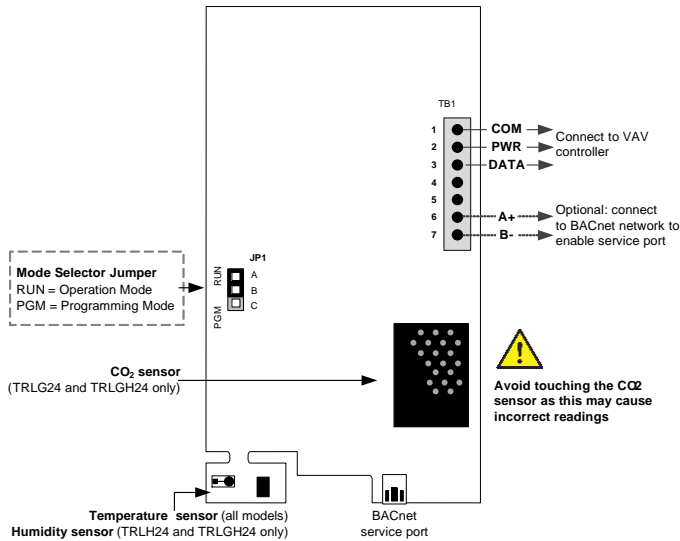 TB1
1 COM
2 PWR
3 DATA
4
5
6 A+
7 B-
Connect to VAV
controller
Optional: connect
to BACnet network to
enable service port
Mode Selector Jumper
RUN = Operation Mode
PGM = Programming Mode
JP1
RUN
PGM
A
B
C
CO2 sensor
(TRLG24 and TRLGH24 only)
Avoid touching the CO2
sensor as this may cause
incorrect readings
Temperature sensor (all models)
Humidity sensor (TRLH24 and TRLGH24 only)
BACnet
service port